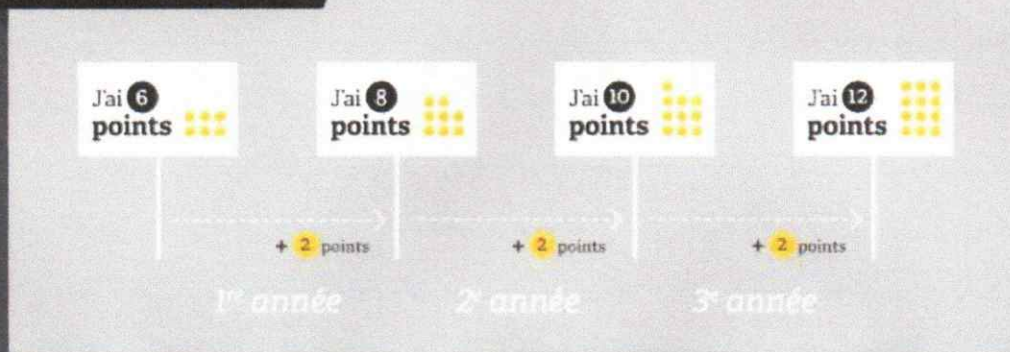 J'ai 6
points
J'ai 8
points
J'ai 10
points
J'ai 12
points
+ 2 points
+ 2 points
+ 2 points
1re année
2e année
3e année